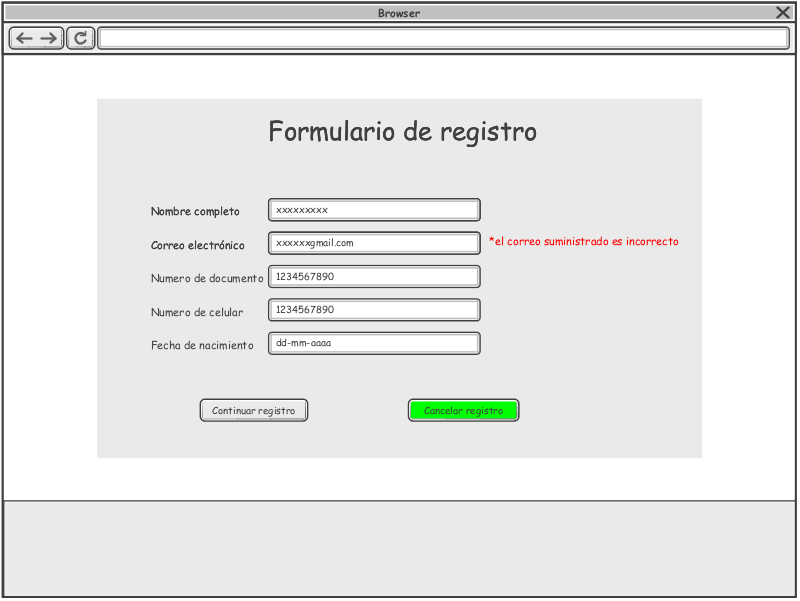 Browser
Formulario de registro
Nombre completo xxxxxxxxx
Correo electrónico xxxxxxgmail.com *el correo suministrado es incorrecto
Numero de documento 1234567890
Numero de celular 1234567890
Fecha de nacimiento dd-mm-aaaa
Continuar registro Cancelar registro